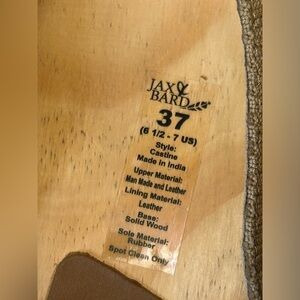 JAX &
BARD
37
(6 1/2 - 7 US)
Style:
Castine
Made in India
Upper Material:
Man Made and Leather
Lining Material:
Leather
Base:
Solid Wood
Sole Material:
Rubber
Spot Clean Only